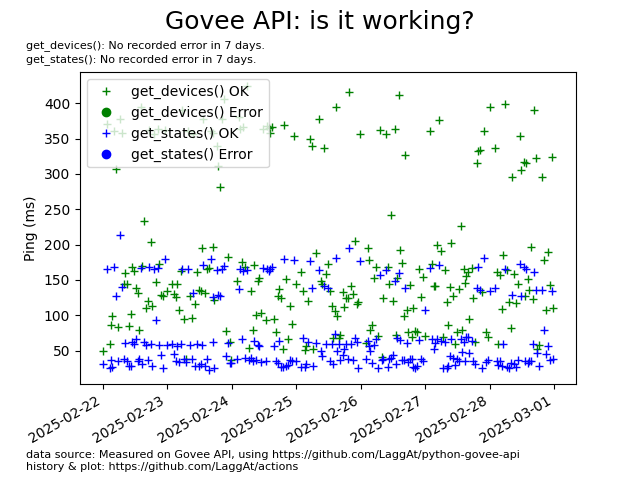 Govee API: is it working?
get_devices(): No recorded error in 7 days.
get_states(): No recorded error in 7 days.
get_devices() OK
get_devices() Error
get_states() OK
get_states() Error
Ping (ms)
400
350
300
250
200
150
100
50
2025-02-22
2025-02-23
2025-02-24
2025-02-25
2025-02-26
2025-02-27
2025-02-28
2025-03-01
data source: Measured on Govee API, using https://github.com/LaggAt/python-govee-api
history & plot: https://github.com/LaggAt/actions